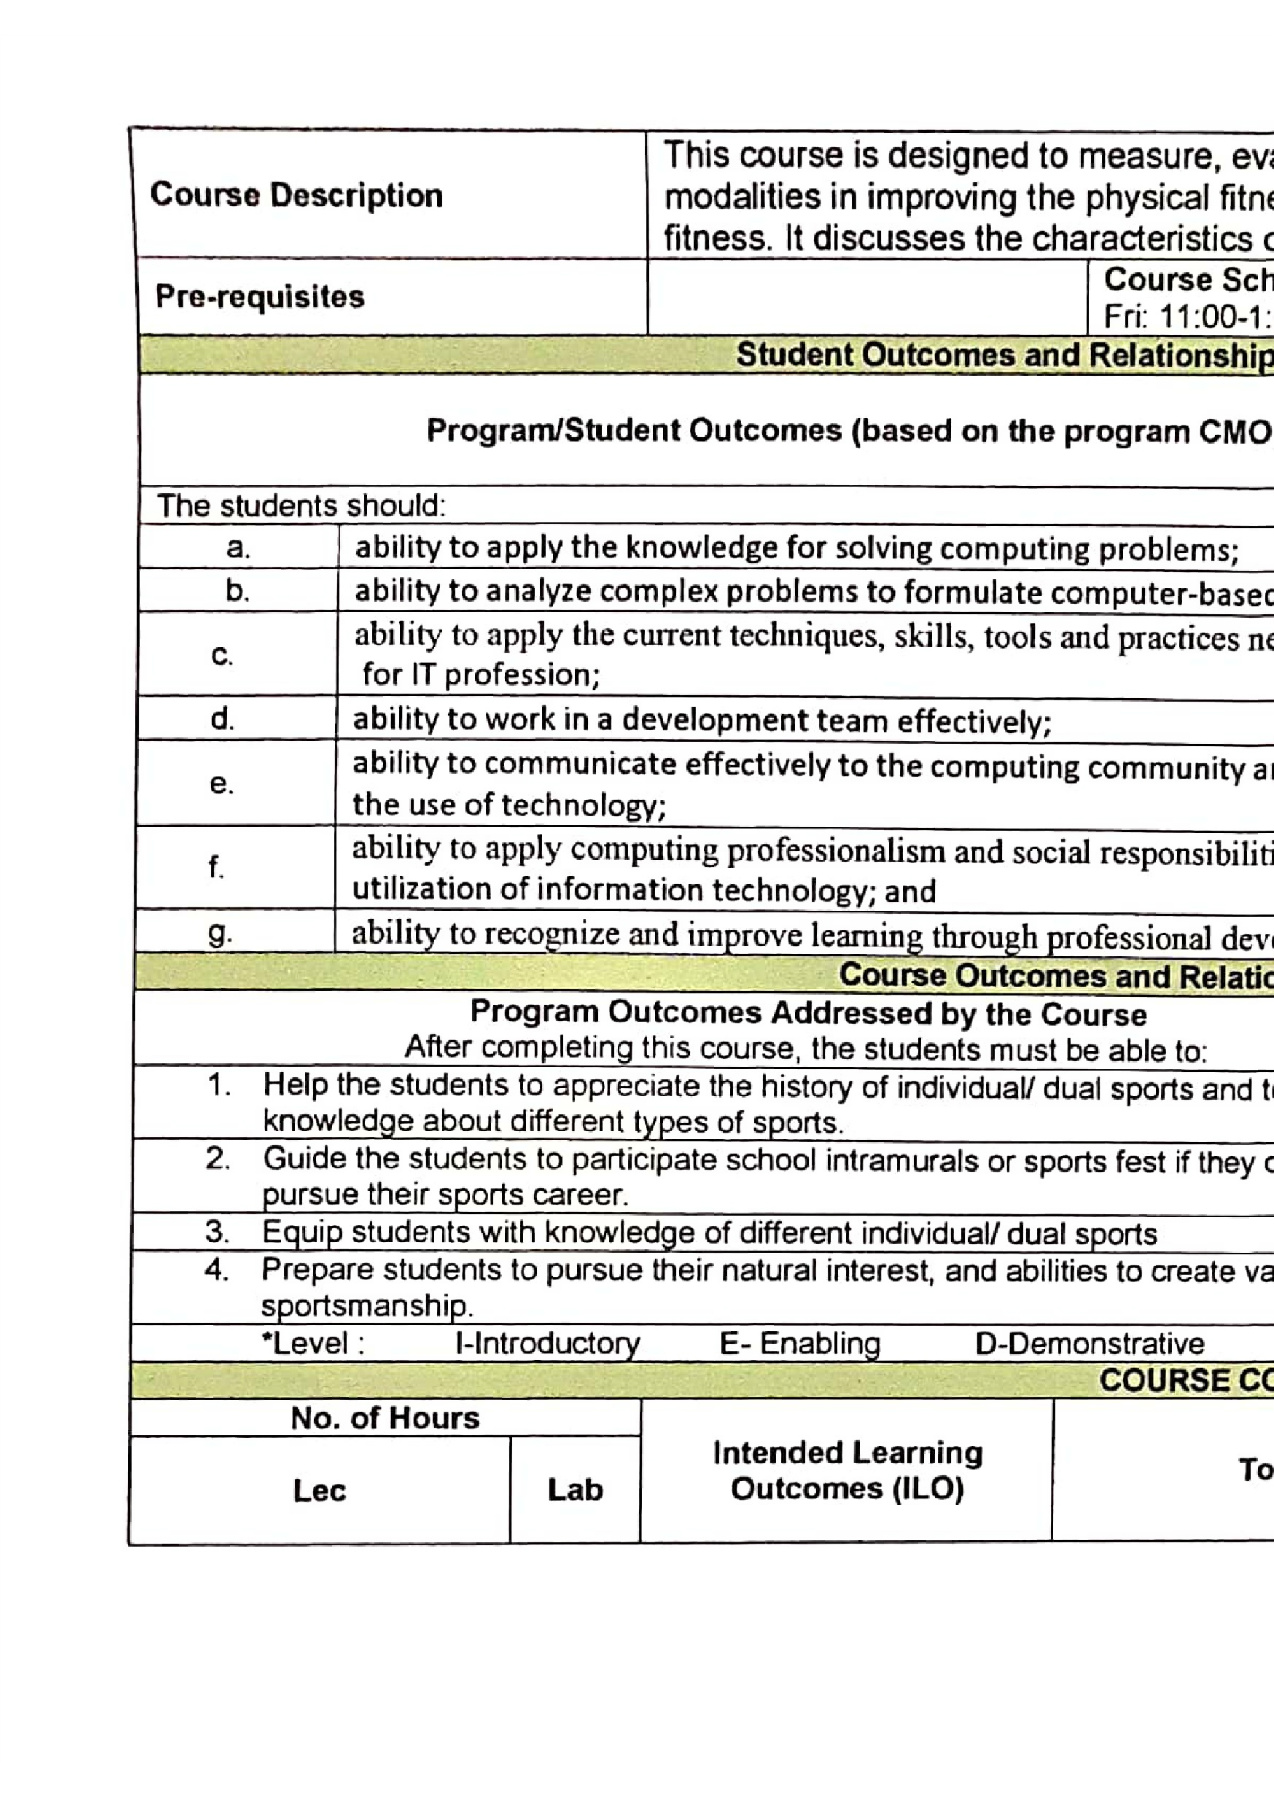 Course Description
This course is designed to measure, eva
modalities in improving the physical fitne
fitness. It discusses the characteristics
Pre-requisites
Course Sch
Fri: 11:00-1:
Student Outcomes and Relationship
Program/Student Outcomes (based on the program CMO
The students should:
a. ability to apply the knowledge for solving computing problems;
b. ability to analyze complex problems to formulate computer-based
c. ability to apply the current techniques, skills, tools and practices ne
for IT profession;
d. ability to work in a development team effectively;
e. ability to communicate effectively to the computing community a
the use of technology;
f. ability to apply computing professionalism and social responsibiliti
utilization of information technology; and
g. ability to recognize and improve learning through professional deve
Course Outcomes and Relatio
Program Outcomes Addressed by the Course
After completing this course, the students must be able to:
1. Help the students to appreciate the history of individual/ dual sports and t
knowledge about different types of sports.
2. Guide the students to participate school intramurals or sports fest if they
pursue their sports career.
3. Equip students with knowledge of different individual/ dual sports
4. Prepare students to pursue their natural interest, and abilities to create va
sportsmanship.
*Level : I-Introductory E- Enabling D-Demonstrative
COURSE CO
No. of Hours
Lec
Lab
Intended Learning
Outcomes (ILO)
To